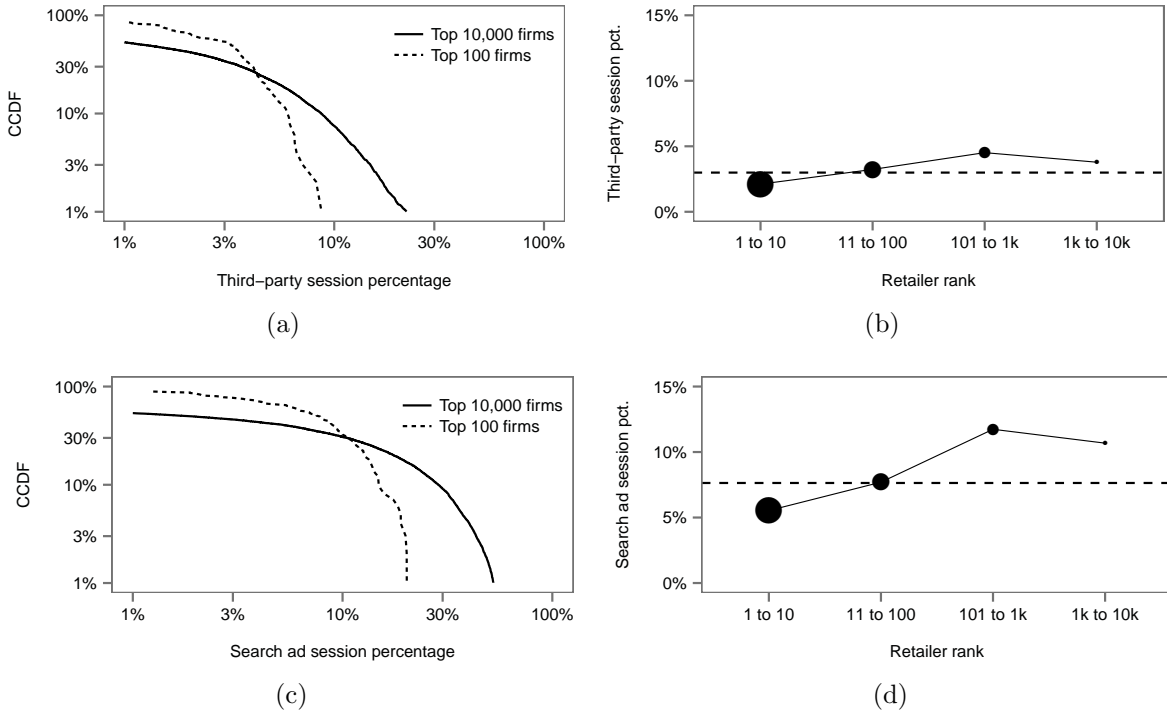 100%
30%
10%
3%
1%
CCDF
Top 10,000 firms
Top 100 firms
1% 3% 10% 30% 100%
Third−party session percentage
(a)
15%
10%
5%
0%
Third−party session pct.
1 to 10 11 to 100 101 to 1k 1k to 10k
Retailer rank
(b)
100%
30%
10%
3%
1%
CCDF
Top 10,000 firms
Top 100 firms
1% 3% 10% 30% 100%
Search ad session percentage
(c)
15%
10%
5%
0%
Search ad session pct.
1 to 10 11 to 100 101 to 1k 1k to 10k
Retailer rank
(d)